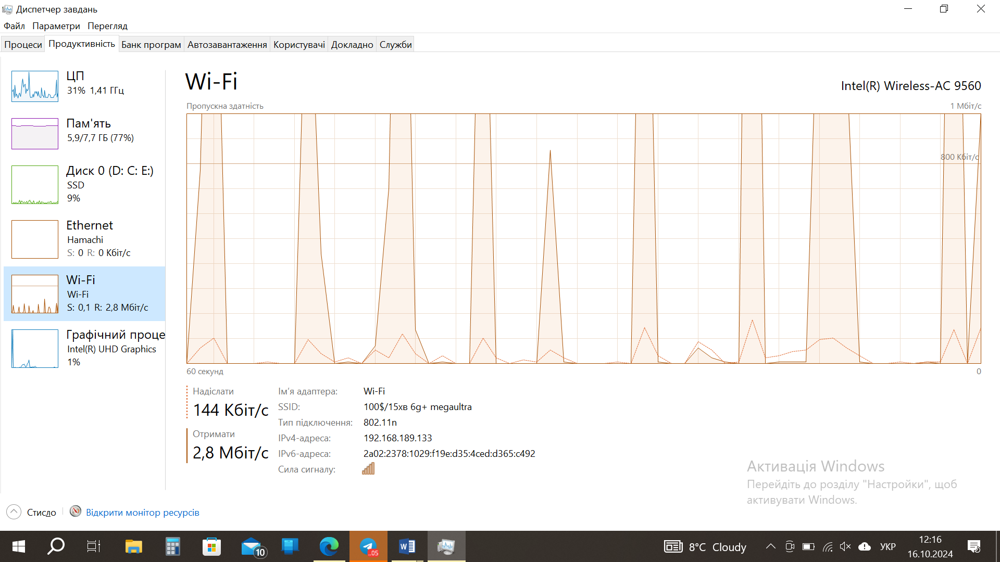 Диспетчер завдань
Файл Параметри Перегляд
Процеси Продуктивність Банк програм Автозавантаження Користувачі Докладно Служби
ЦП
31% 1,41 ГГц
Пам'ять
5,9/7,7 ГБ (77%)
Диск 0 (D: C: E:)
SSD
9%
Ethernet
Hamachi
S: 0 R: 0 Кбіт/с
Wi-Fi
Wi-Fi
S: 0,1 R: 2,8 Мбіт/с
Графічний проце
Intel(R) UHD Graphics
1%
Wi-Fi
Intel(R) Wireless-AC 9560
Пропускна здатність
1 Мбіт/с
800 Кбіт/с
60 секунд
0
Надіслати
144 Кбіт/с
Отримати
2,8 Мбіт/с
Ім’я адаптера: Wi-Fi
SSID: 100$/15хв 6g+ megaultra
Тип підключення: 802.11n
IPv4-адреса: 192.168.189.133
IPv6-адреса: 2a02:2378:1029:f19e:d35:4ced:d365:c492
Сила сигналу:
Активація Windows
Перейдіть до розділу "Настройки", щоб
активувати Windows.
Стисло
Відкрити монітор ресурсів
10
..05
8°C Cloudy
УКР
12:16
16.10.2024